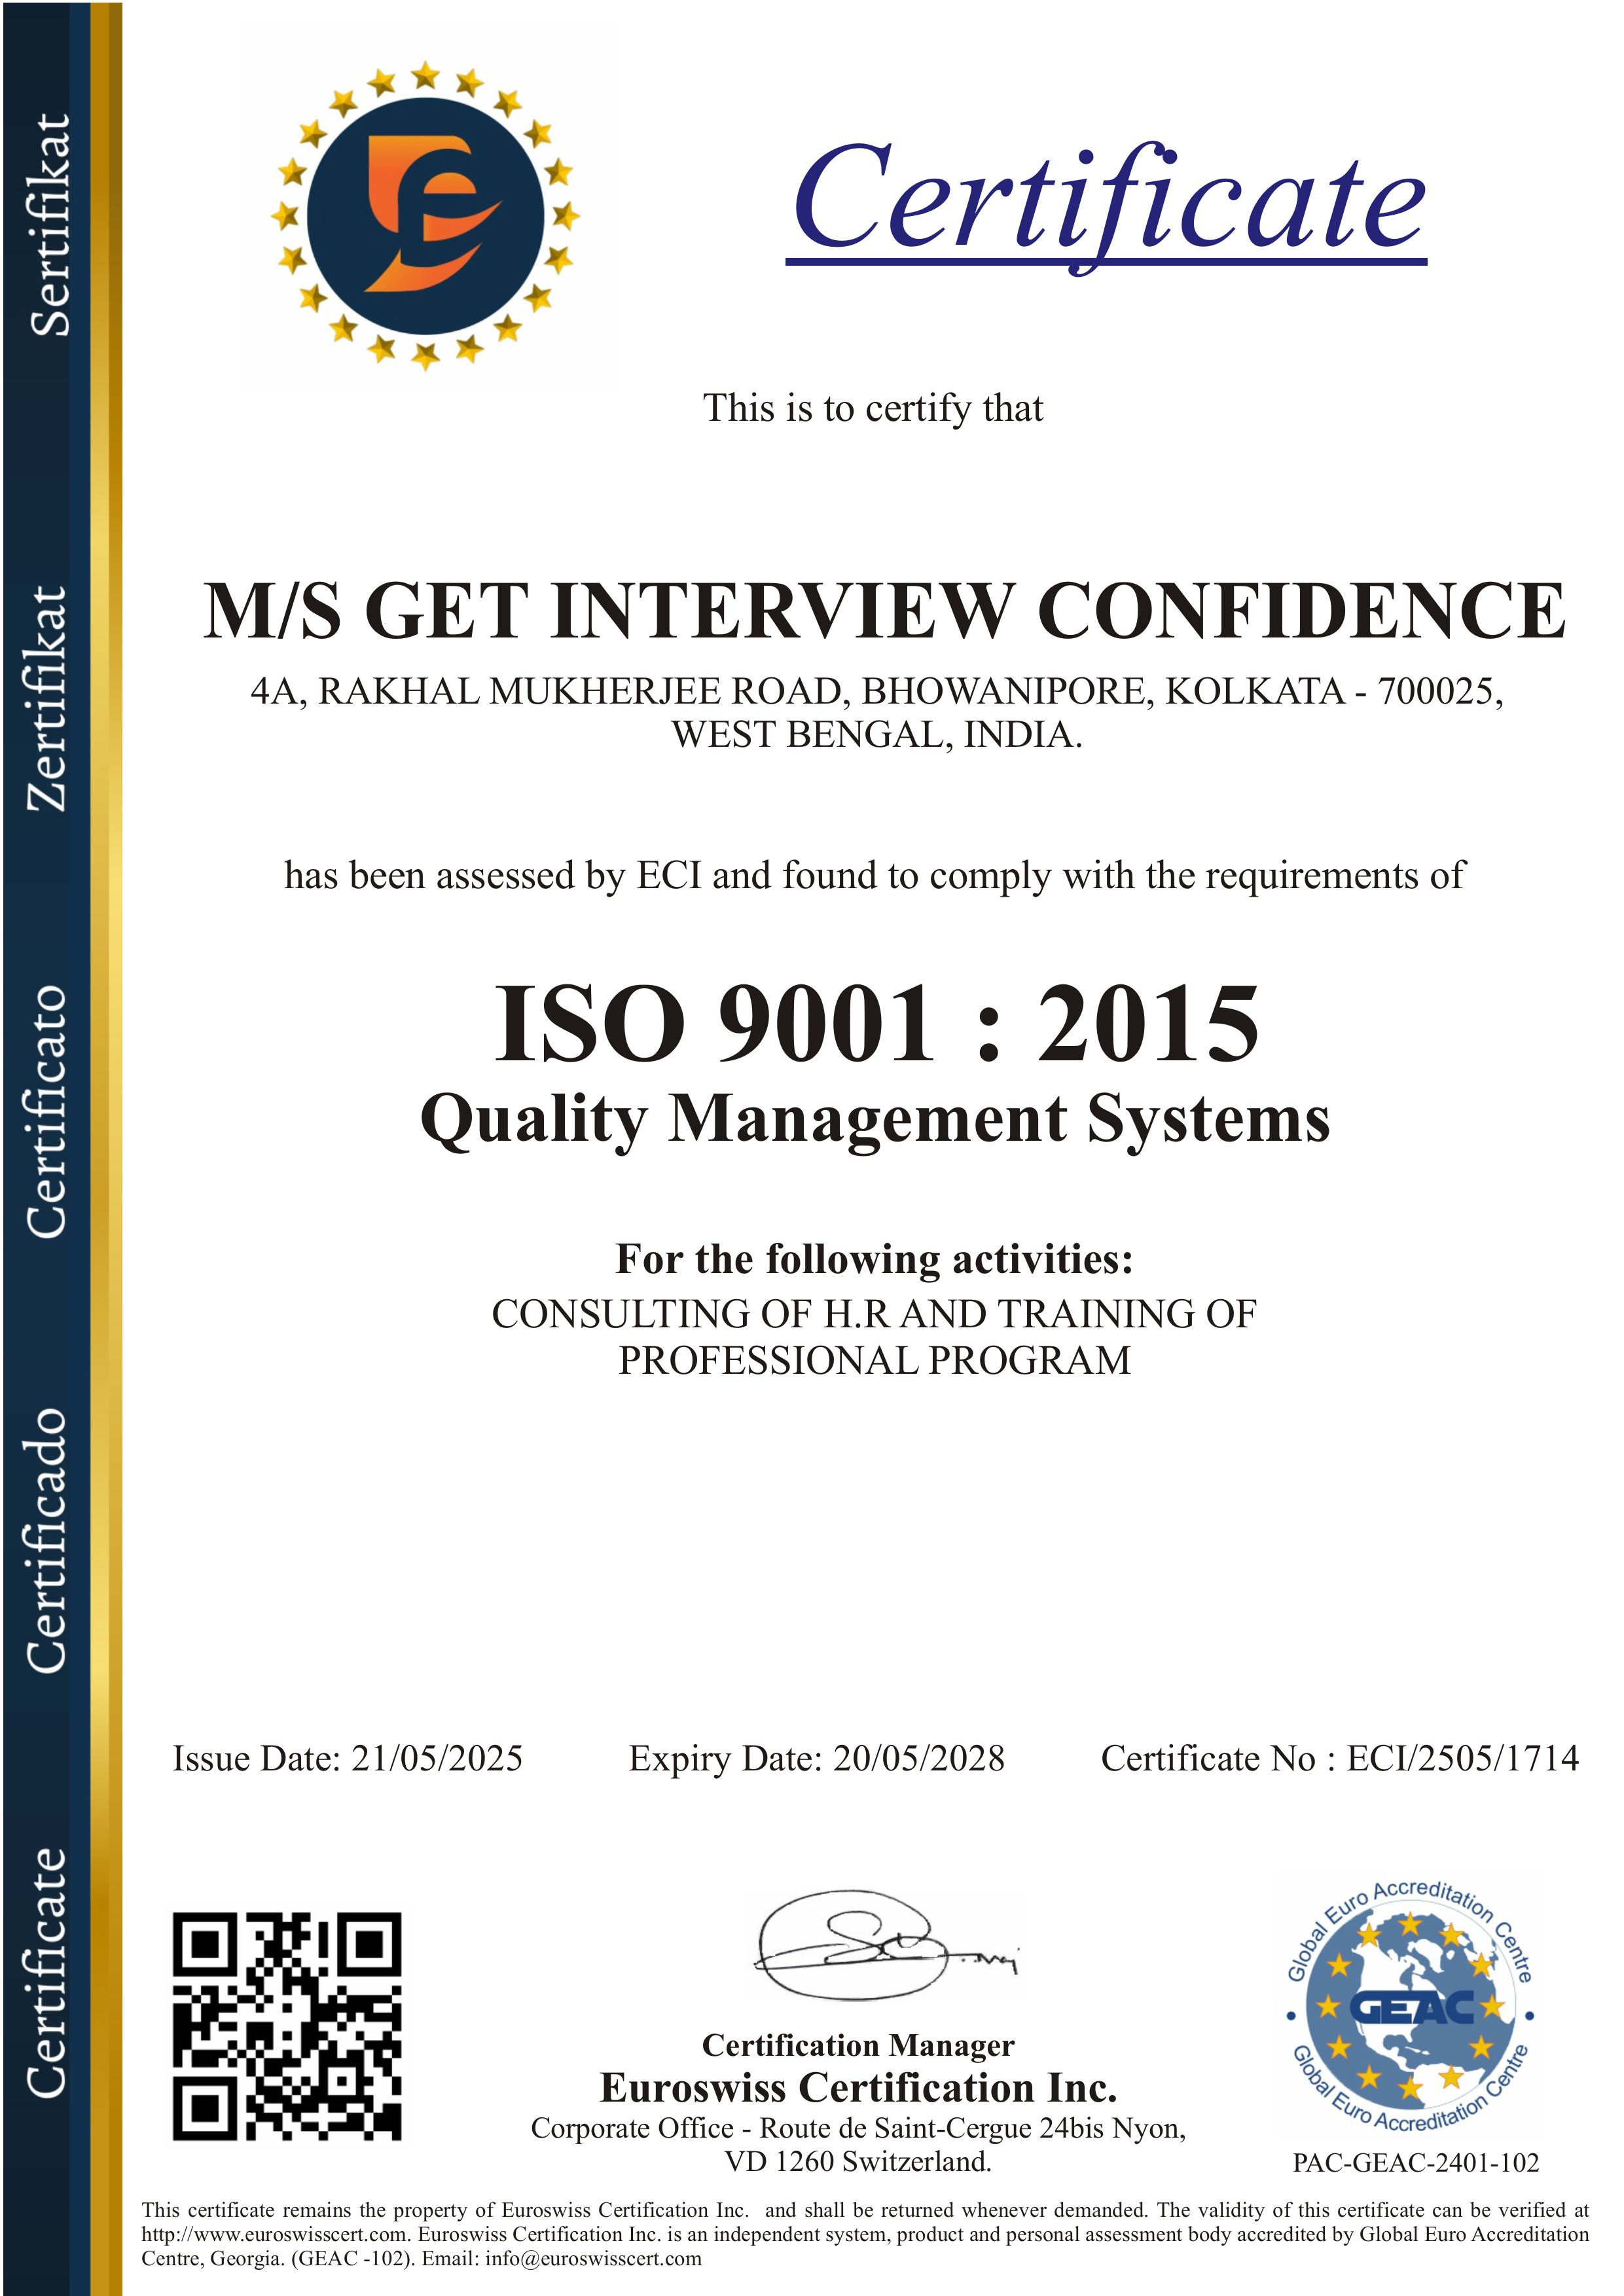 Sertifikat
Zertifikat
Certificato
Certificado
Certificate
Certificate
This is to certify that
M/S GET INTERVIEW CONFIDENCE
4A, RAKHAL MUKHERJEE ROAD, BHOWANIPORE, KOLKATA - 700025,
WEST BENGAL, INDIA.
has been assessed by ECI and found to comply with the requirements of
ISO 9001 : 2015
Quality Management Systems
For the following activities:
CONSULTING OF H.R AND TRAINING OF
PROFESSIONAL PROGRAM
Issue Date: 21/05/2025 Expiry Date: 20/05/2028 Certificate No : ECI/2505/1714
Certification Manager
Euroswiss Certification Inc.
Corporate Office - Route de Saint-Cergue 24bis Nyon,
VD 1260 Switzerland.
Global Euro Accreditation Centre
GEAC
Global Euro Accreditation Centre
PAC-GEAC-2401-102
This certificate remains the property of Euroswiss Certification Inc. and shall be returned whenever demanded. The validity of this certificate can be verified at
http://www.euroswisscert.com. Euroswiss Certification Inc. is an independent system, product and personal assessment body accredited by Global Euro Accreditation
Centre, Georgia. (GEAC -102). Email: info@euroswisscert.com